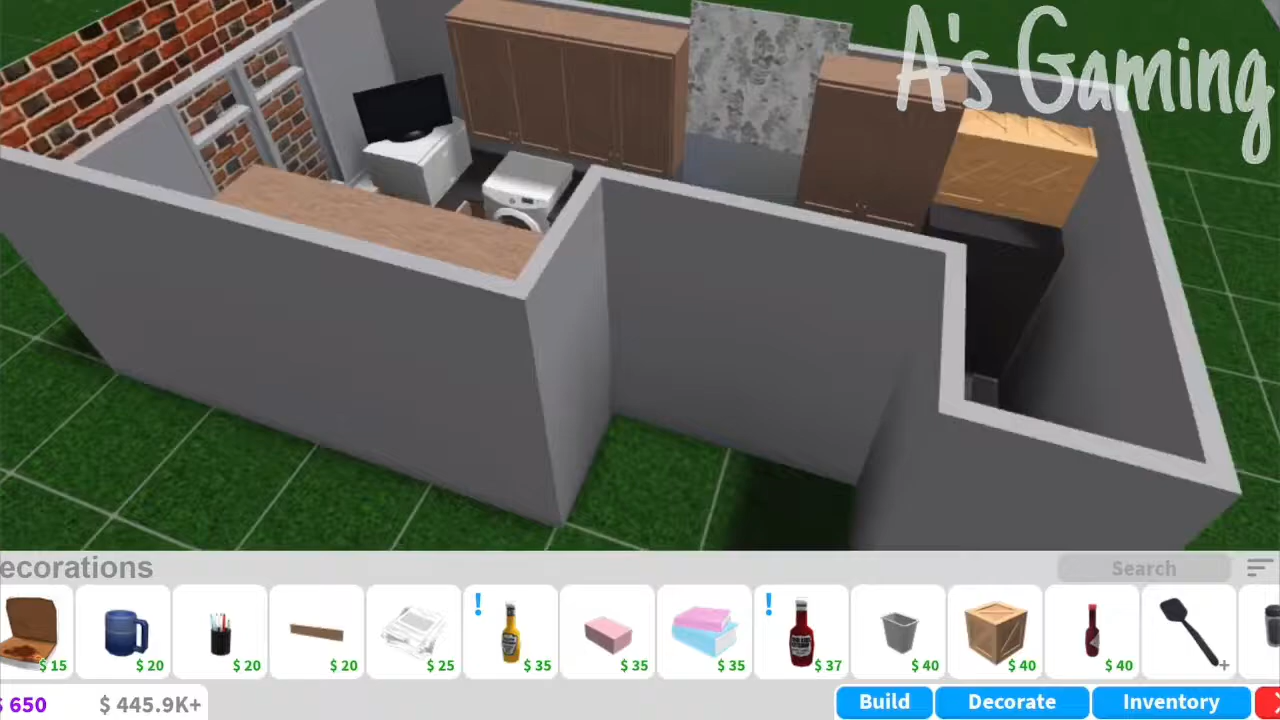 A's Gaming
ecorations
Search
$ 15
$ 20
$ 20
$ 20
$ 25
! $ 35
$ 35
$ 35
! $ 37
$ 40
$ 40
$ 40
+
$ 650
$ 445.9K+
Build
Decorate
Inventory